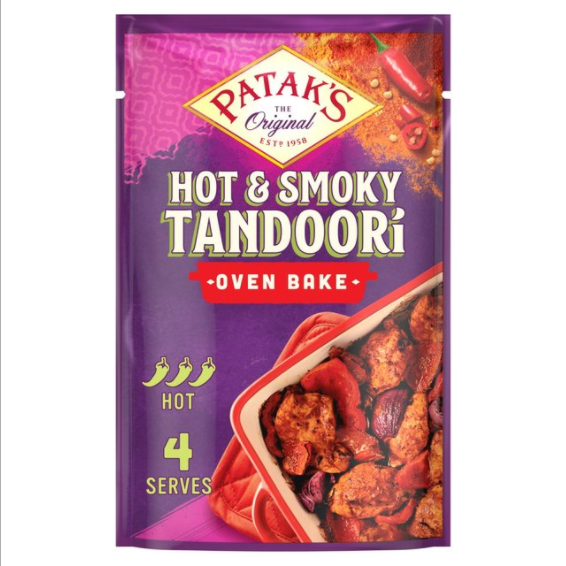 PATAK'S
THE
Original
ESTD 1958
HOT & SMOKY
TANDOORi
OVEN BAKE
HOT
4
SERVES